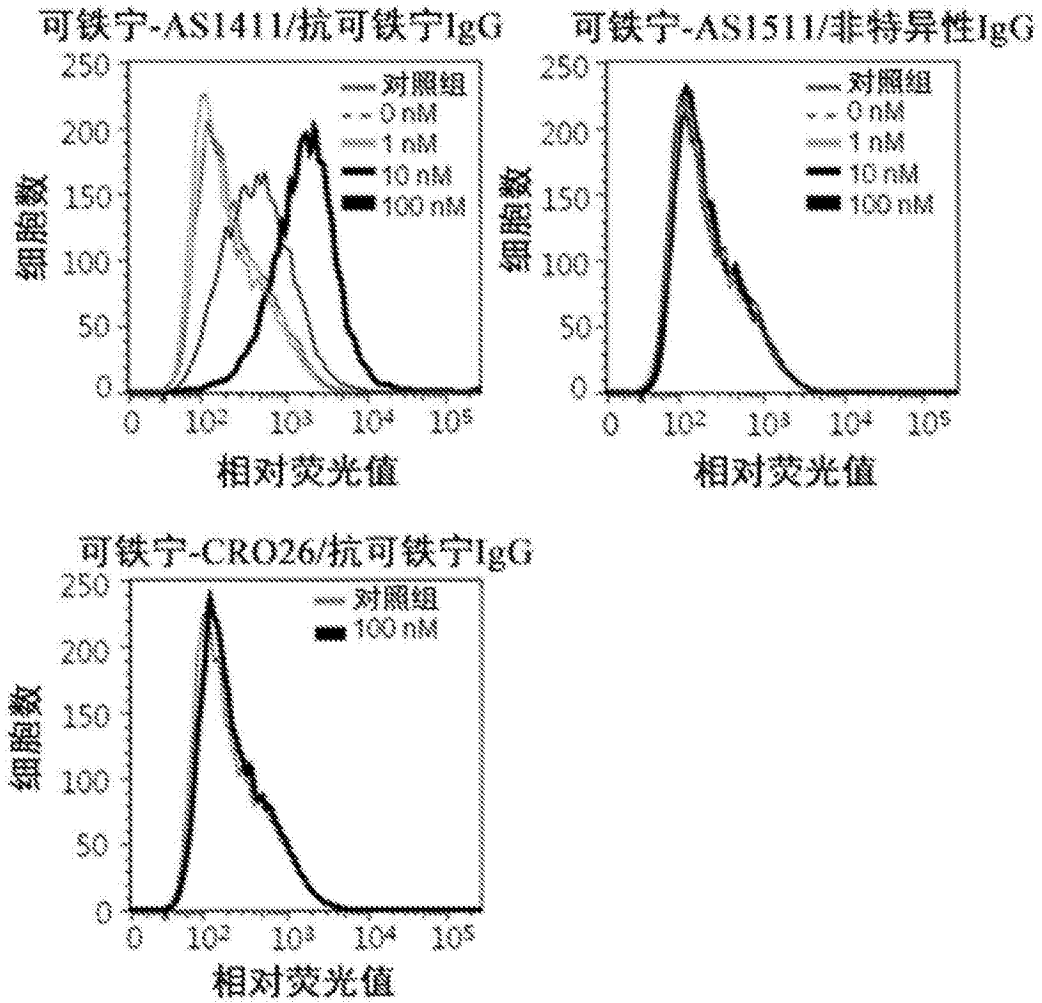 可铁宁-AS1411/抗可铁宁IgG
250
200
150
100
50
0
细胞数
对照组
0 nM
1 nM
10 nM
100 nM
0 10² 10³ 10⁴ 10⁵
相对荧光值
可铁宁-AS1511/非特异性IgG
250
200
150
100
50
0
细胞数
对照组
0 nM
1 nM
10 nM
100 nM
0 10² 10³ 10⁴ 10⁵
相对荧光值
可铁宁-CRO26/抗可铁宁IgG
250
200
150
100
50
0
细胞数
对照组
100 nM
0 10² 10³ 10⁴ 10⁵
相对荧光值